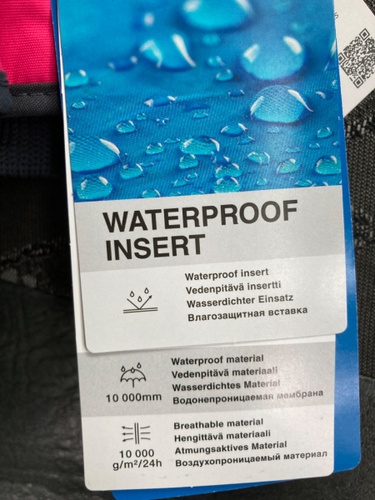 WATERPROOF
INSERT
Waterproof insert
Vedenpitävä insertti
Wasserdichter Einsatz
Влагозащитная вставка
Waterproof material
Vedenpitävä materiaali
Wasserdichtes Material
10 000mm Водонепроницаемая мембрана
Breathable material
Hengittävä materiaali
10 000 Atmungsaktives Material
g/m²/24h Воздухопроницаемый материал